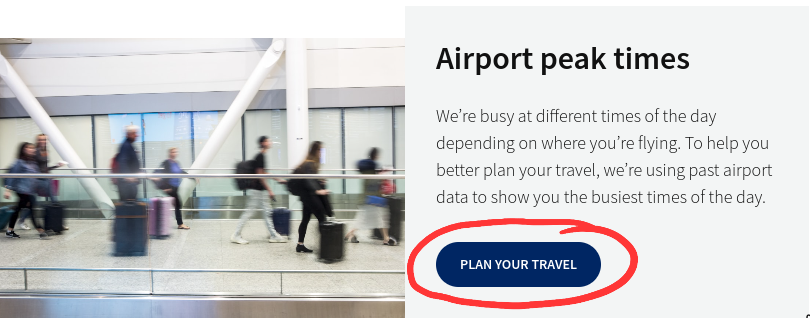 Airport peak times
We’re busy at different times of the day
depending on where you’re flying. To help you
better plan your travel, we’re using past airport
data to show you the busiest times of the day.
PLAN YOUR TRAVEL